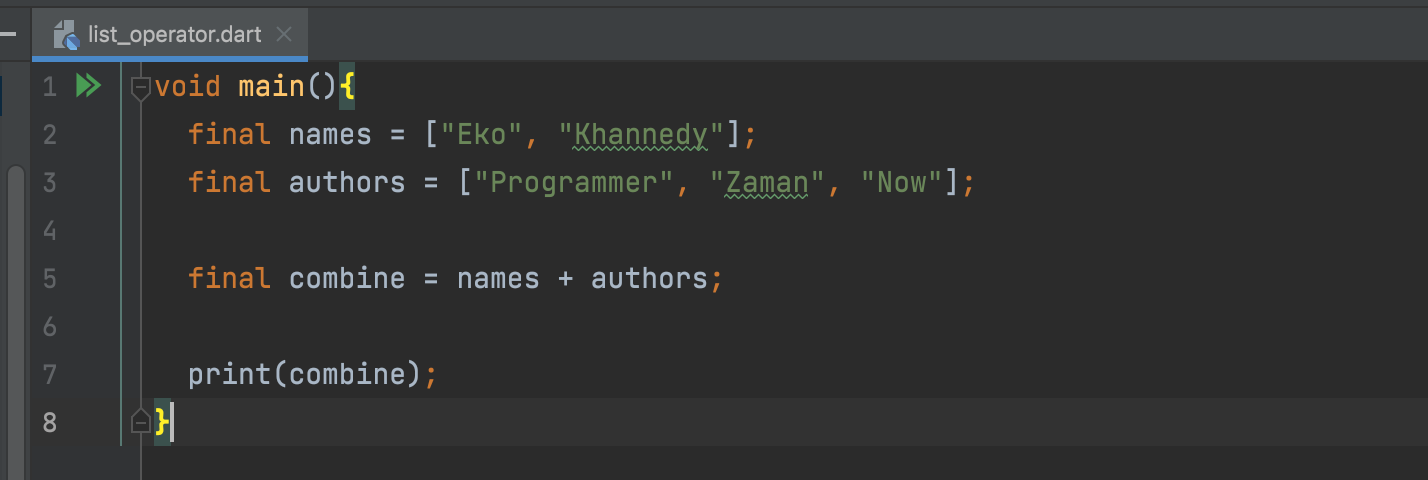 list_operator.dart
1 void main(){
2   final names = ["Eko", "Khannedy"];
3   final authors = ["Programmer", "Zaman", "Now"];
4
5   final combine = names + authors;
6
7   print(combine);
8 }